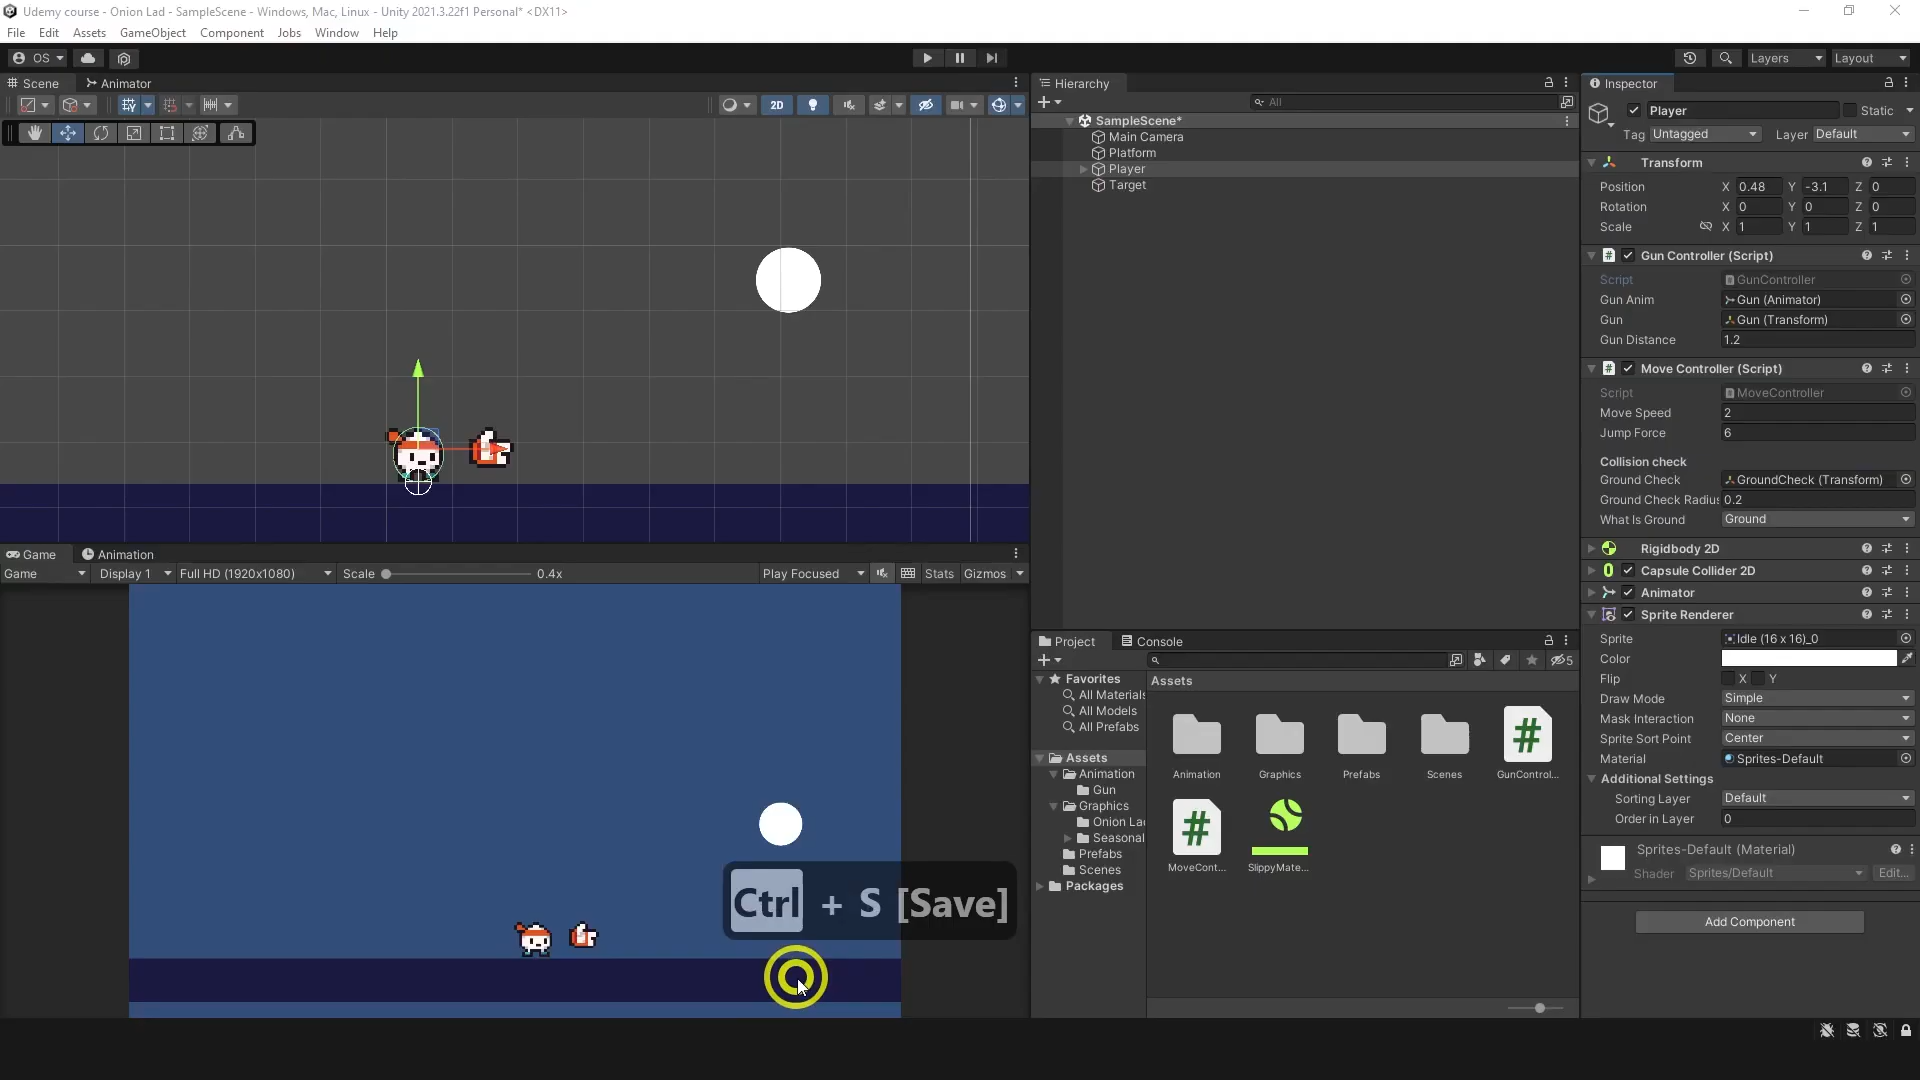 Udemy course - Onion Lad - SampleScene - Windows, Mac, Linux - Unity 2021.3.22f1 Personal* <DX11>
File Edit Assets GameObject Component Jobs Window Help
OS
Layers Layout
Scene Animator
2D
Game Animation
Game Display 1 Full HD (1920x1080) Scale 0.4x Play Focused Stats Gizmos
Ctrl + S [Save]
Hierarchy
All
SampleScene*
Main Camera
Platform
Player
Target
Project Console
5
Favorites
All Materials
All Models
All Prefabs
Assets
Animation
Gun
Graphics
Onion La
Seasonal
Prefabs
Scenes
Packages
Assets
Animation Graphics Prefabs Scenes GunControl...
MoveCont... SlippyMate...
Inspector
Player Static
Tag Untagged Layer Default
Transform
Position X 0.48 Y -3.1 Z 0
Rotation X 0 Y 0 Z 0
Scale X 1 Y 1 Z 1
# Gun Controller (Script)
Script GunController
Gun Anim Gun (Animator)
Gun Gun (Transform)
Gun Distance 1.2
# Move Controller (Script)
Script MoveController
Move Speed 2
Jump Force 6
Collision check
Ground Check GroundCheck (Transform)
Ground Check Radiu 0.2
What Is Ground Ground
Rigidbody 2D
Capsule Collider 2D
Animator
Sprite Renderer
Sprite Idle (16 x 16)_0
Color
Flip X Y
Draw Mode Simple
Mask Interaction None
Sprite Sort Point Center
Material Sprites-Default
Additional Settings
Sorting Layer Default
Order in Layer 0
Sprites-Default (Material)
Shader Sprites/Default Edit...
Add Component